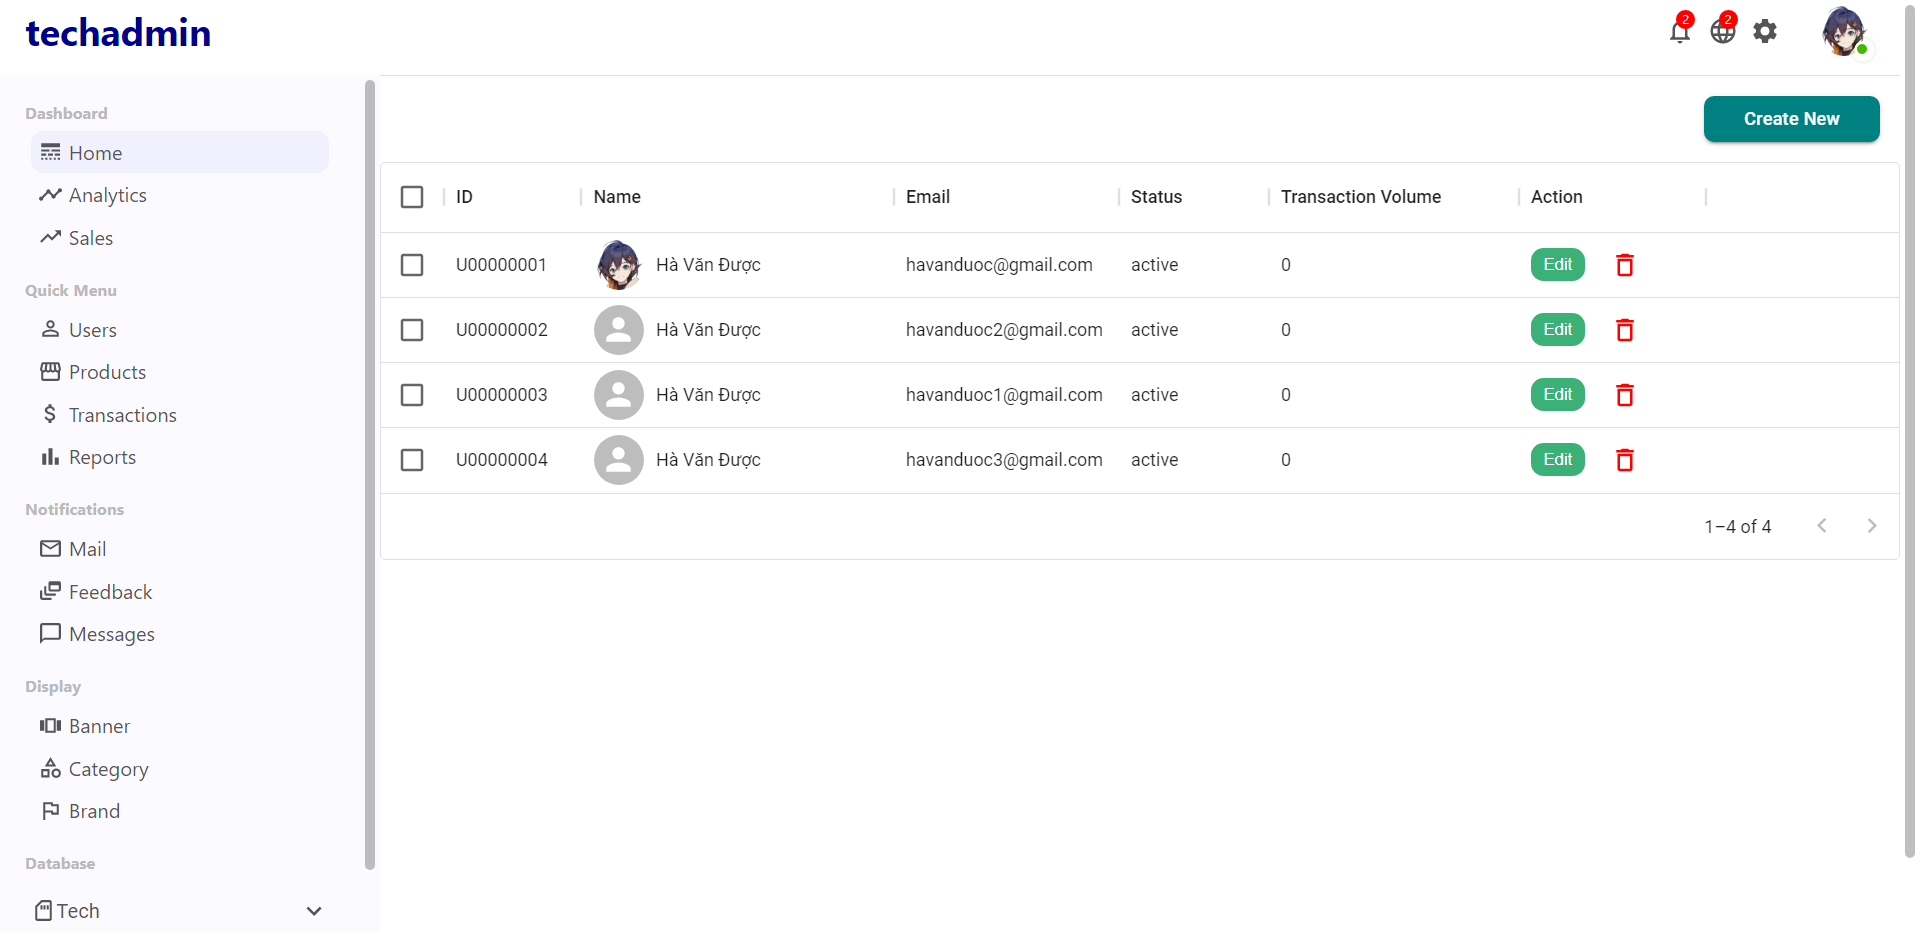 techadmin
2
2
Dashboard
Home
Analytics
Sales
Quick Menu
Users
Products
Transactions
Reports
Notifications
Mail
Feedback
Messages
Display
Banner
Category
Brand
Database
Tech
Create New
ID Name Email Status Transaction Volume Action
U00000001 Hà Văn Được havanduoc@gmail.com active 0 Edit
U00000002 Hà Văn Được havanduoc2@gmail.com active 0 Edit
U00000003 Hà Văn Được havanduoc1@gmail.com active 0 Edit
U00000004 Hà Văn Được havanduoc3@gmail.com active 0 Edit
1–4 of 4